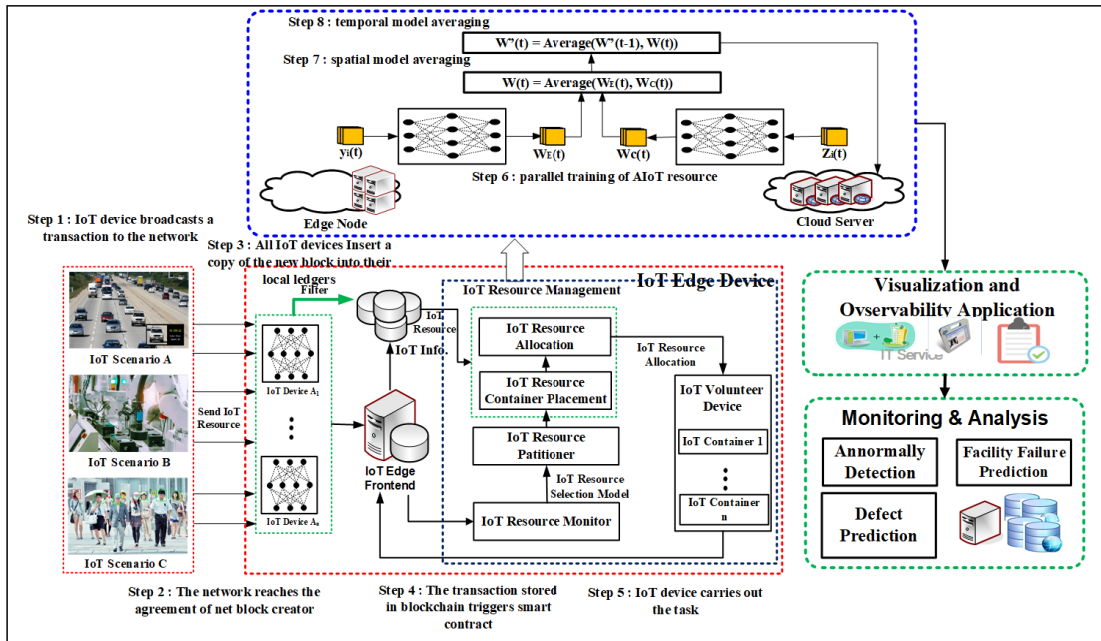 Step 8 : temporal model averaging
W'(t) = Average(W'(t-1), W(t))
Step 7 : spatial model averaging
W(t) = Average(WE(t), WC(t))
yi(t)
WE(t)
Wc(t)
Zi(t)
Step 6 : parallel training of AIoT resource
Edge Node
Cloud Server
Step 1 : IoT device broadcasts a
transaction to the network
Step 3 : All IoT devices Insert a
copy of the new block into their
local ledgers
Filter
IoT Scenario A
IoT Scenario B
IoT Scenario C
Send IoT
Resource
IoT Device A1
IoT Device An
IoT Info.
IoT
Resource
IoT Edge
Frontend
IoT Edge Device
IoT Resource Management
IoT Resource
Allocation
IoT Resource
Container Placement
IoT Resource
Patitioner
IoT Resource
Selection Model
IoT Resource Monitor
IoT Resource
Allocation
IoT Volunteer
Device
IoT Container 1
IoT Container
n
Step 2 : The network reaches the
agreement of net block creator
Step 4 : The transaction stored
in blockchain triggers smart
contract
Step 5 : IoT device carries out
the task
Visualization and
Ovservability Application
IT Service
Monitoring & Analysis
Annormally
Detection
Facility Failure
Prediction
Defect
Prediction